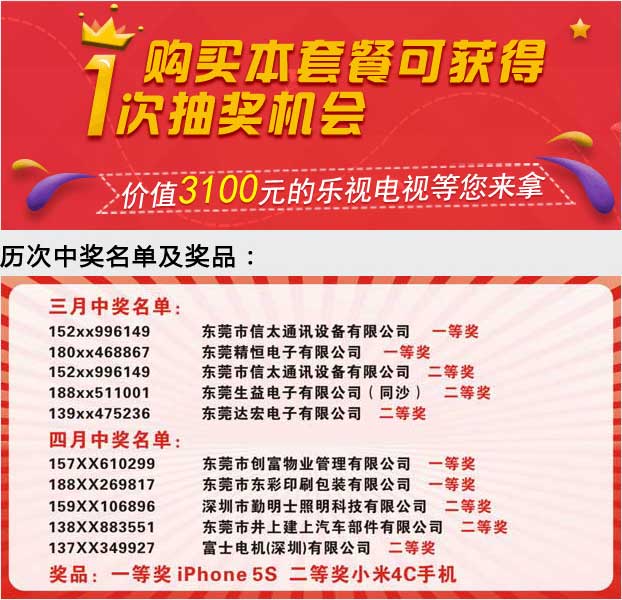 购买本套餐可获得
1次抽奖机会
价值3100元的乐视电视等您来拿
历次中奖名单及奖品：
三月中奖名单：
152xx996149 东莞市信太通讯设备有限公司 一等奖
180xx468867 东莞精恒电子有限公司 一等奖
152xx996149 东莞市信太通讯设备有限公司 二等奖
188xx511001 东莞生益电子有限公司（同沙） 二等奖
139xx475236 东莞达宏电子有限公司 二等奖
四月中奖名单：
157XX610299 东莞市创富物业管理有限公司 一等奖
188XX269817 东莞市东彩印刷包装有限公司 一等奖
159XX106896 深圳市勤明士照明科技有限公司 二等奖
138XX883551 东莞市井上建上汽车部件有限公司 二等奖
137XX349927 富士电机(深圳)有限公司 二等奖
奖品：一等奖 iPhone 5S 二等奖小米4C手机